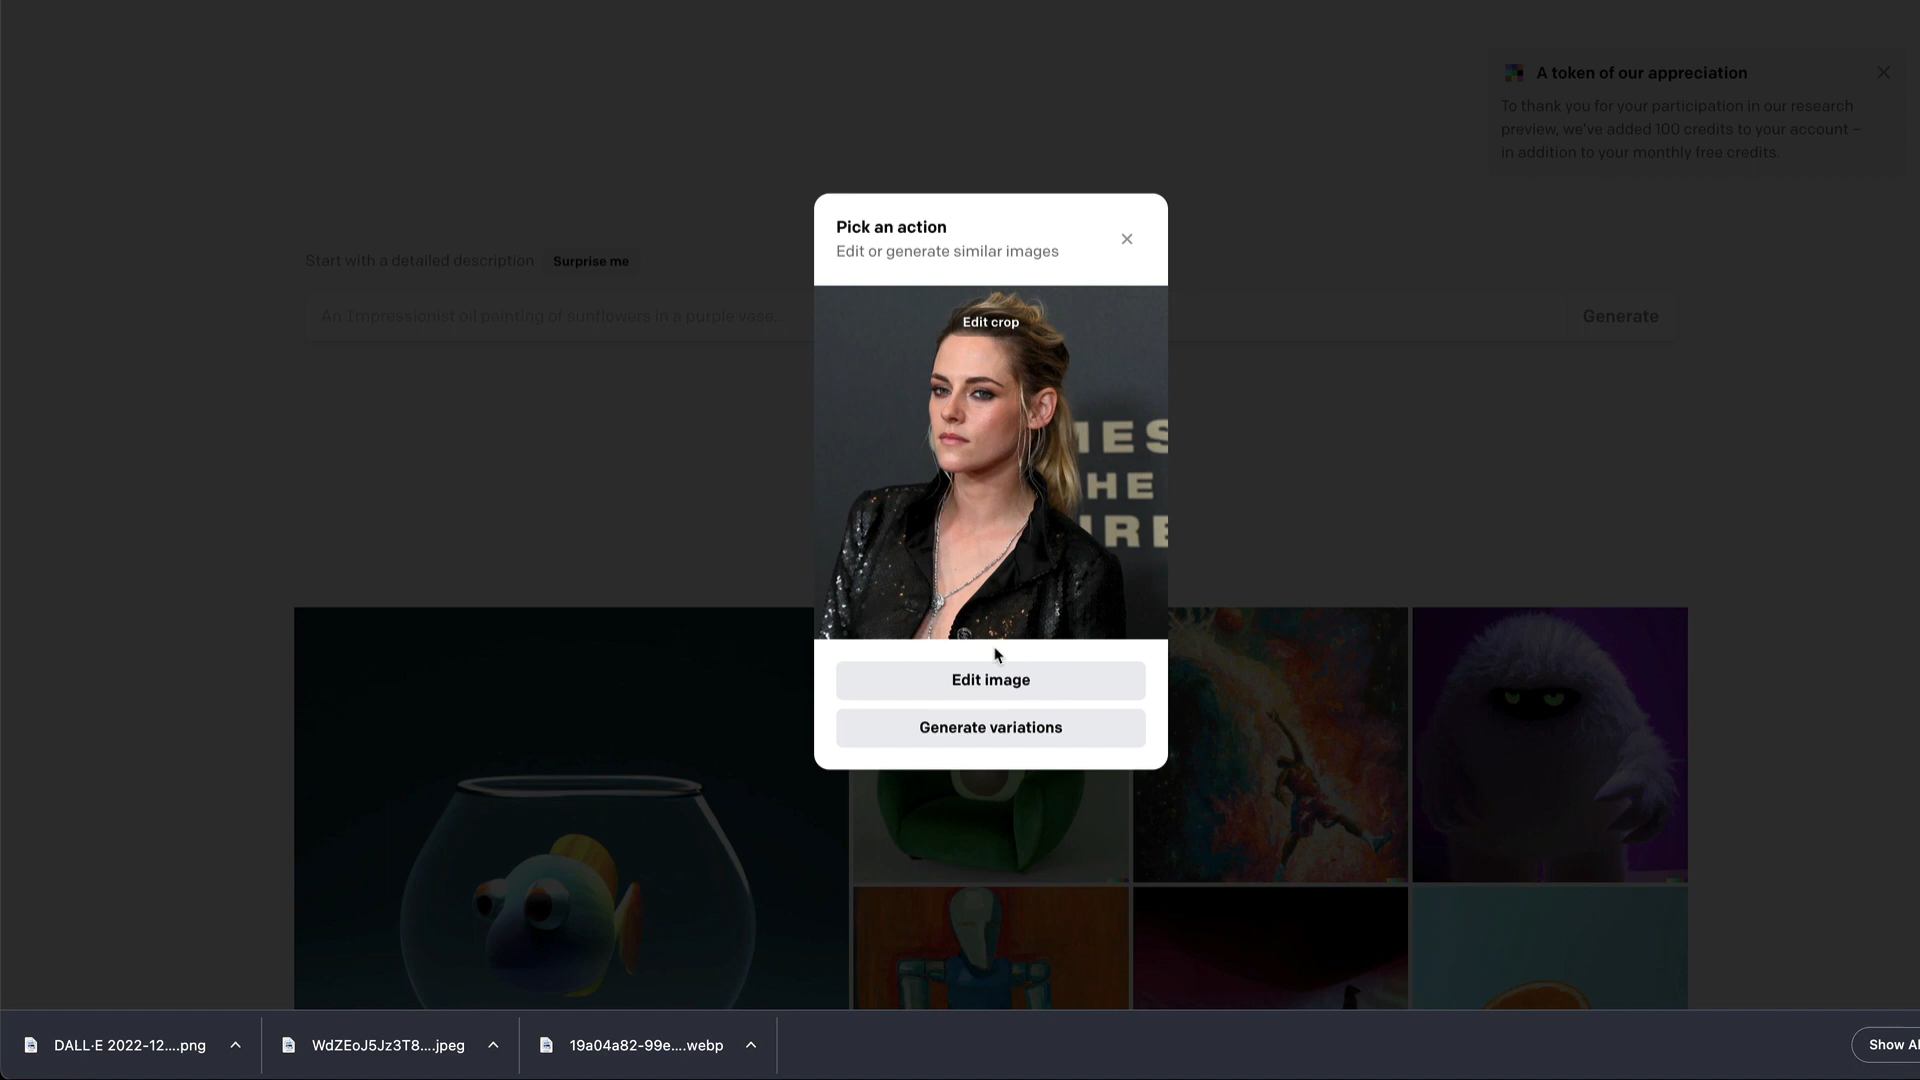 A token of our appreciation
To thank you for your participation in our research
preview, we've added 100 credits to your account –
in addition to your monthly free credits.
Pick an action
Edit or generate similar images
Start with a detailed description Surprise me
An Impressionist oil painting of sunflowers in a purple vase...
Generate
Edit crop
MES
HE
IRE
Edit image
Generate variations
DALL·E 2022-12....png
WdZEoJ5Jz3T8....jpeg
19a04a82-99e....webp
Show Al